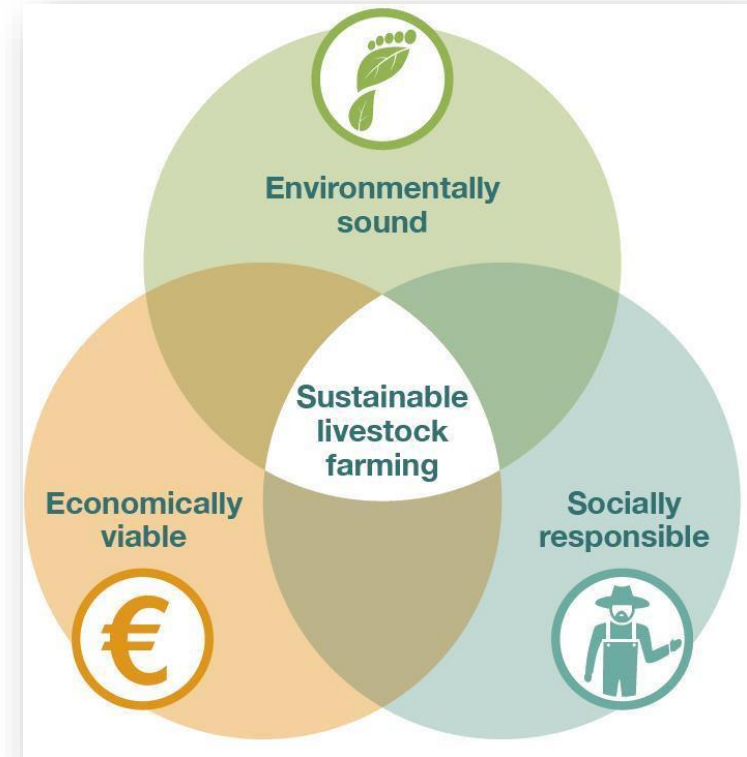 Environmentally
sound
Sustainable
livestock
farming
Economically
viable
Socially
responsible
€